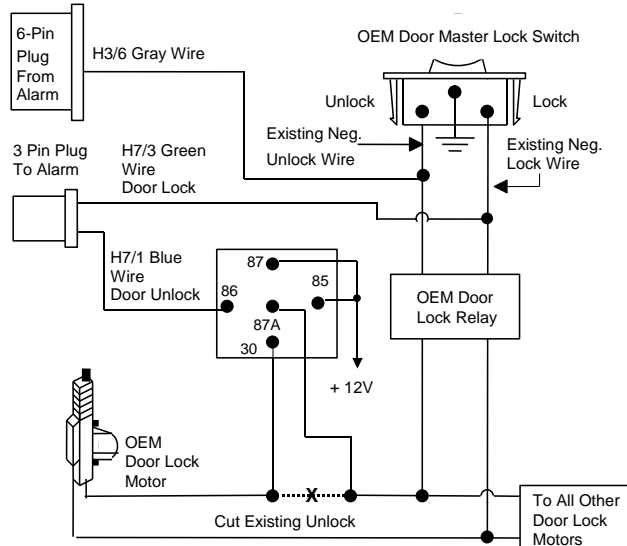 6-Pin
Plug
From
Alarm
H3/6 Gray Wire
OEM Door Master Lock Switch
Unlock
Lock
Existing Neg.
Unlock Wire
Existing Neg.
Lock Wire
3 Pin Plug
To Alarm
H7/3 Green
Wire
Door Lock
H7/1 Blue
Wire
Door Unlock
87
86
85
87A
30
+ 12V
OEM Door
Lock Relay
OEM
Door Lock
Motor
X
Cut Existing Unlock
To All Other
Door Lock
Motors